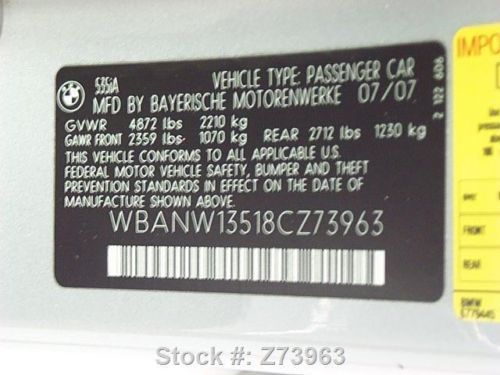 535iA
VEHICLE TYPE: PASSENGER CAR
MFD BY BAYERISCHE MOTORENWERKE 07/07
GVWR 4872 lbs 2210 kg
GAWR FRONT 2359 lbs 1070 kg REAR 2712 lbs 1230 kg
THIS VEHICLE CONFORMS TO ALL APPLICABLE U.S.
FEDERAL MOTOR VEHICLE SAFETY, BUMPER AND THEFT
PREVENTION STANDARDS IN EFFECT ON THE DATE OF
MANUFACTURE SHOWN ABOVE.
WBANW13518CZ73963
2 122 606
IMPO
BMW
Stock #: Z73963